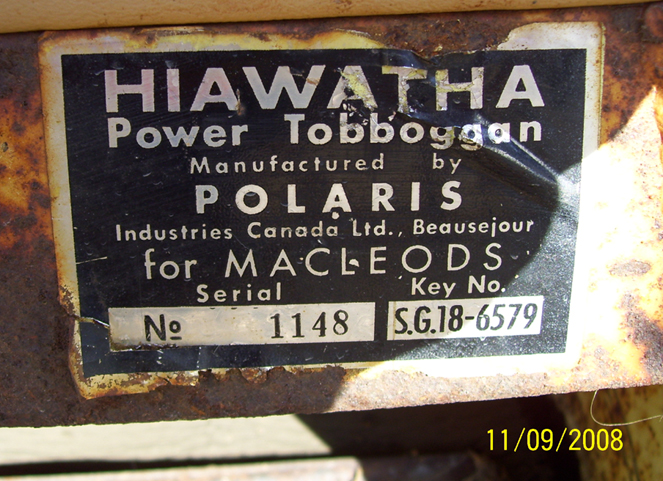 HIAWATHA
Power Tobboggan
Manufactured by
POLARIS
Industries Canada Ltd., Beausejour
for MACLEODS
Serial Key No.
No 1148 S.G.18-6579
11/09/2008